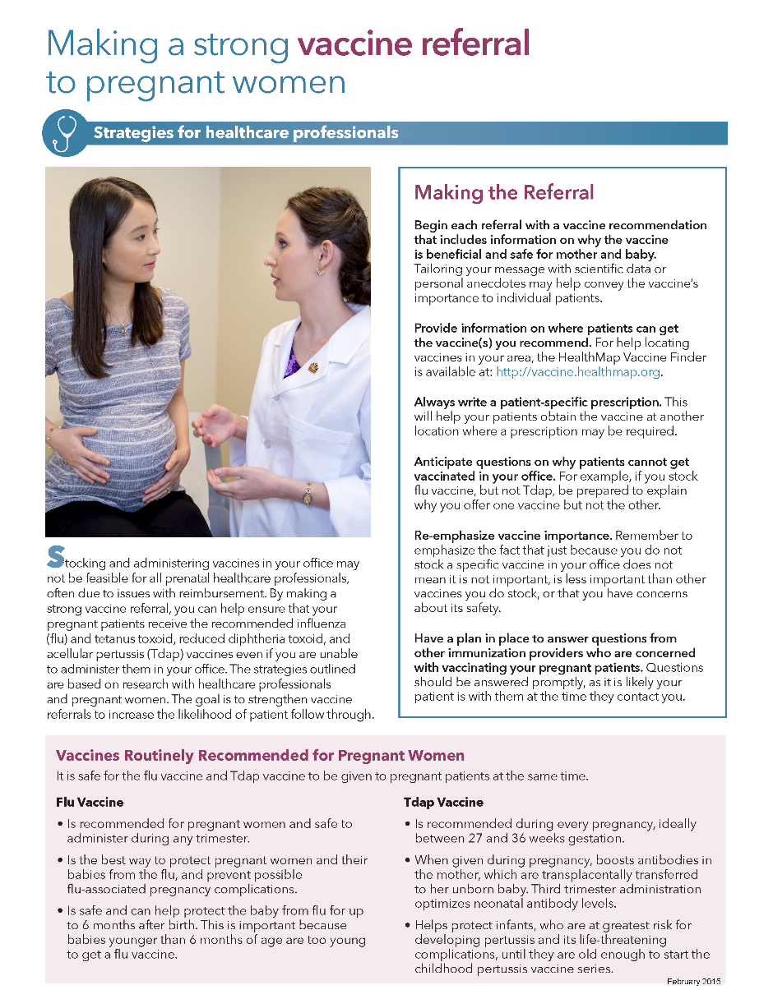 Making a strong vaccine referral
to pregnant women
Strategies for healthcare professionals
Stocking and administering vaccines in your office may
not be feasible for all prenatal healthcare professionals,
often due to issues with reimbursement. By making a
strong vaccine referral, you can help ensure that your
pregnant patients receive the recommended influenza
(flu) and tetanus toxoid, reduced diphtheria toxoid, and
acellular pertussis (Tdap) vaccines even if you are unable
to administer them in your office. The strategies outlined
are based on research with healthcare professionals
and pregnant women. The goal is to strengthen vaccine
referrals to increase the likelihood of patient follow through.
Making the Referral
Begin each referral with a vaccine recommendation
that includes information on why the vaccine
is beneficial and safe for mother and baby.
Tailoring your message with scientific data or
personal anecdotes may help convey the vaccine's
importance to individual patients.
Provide information on where patients can get
the vaccine(s) you recommend. For help locating
vaccines in your area, the HealthMap Vaccine Finder
is available at: http://vaccine.healthmap.org.
Always write a patient-specific prescription. This
will help your patients obtain the vaccine at another
location where a prescription may be required.
Anticipate questions on why patients cannot get
vaccinated in your office. For example, if you stock
flu vaccine, but not Tdap, be prepared to explain
why you offer one vaccine but not the other.
Re-emphasize vaccine importance. Remember to
emphasize the fact that just because you do not
stock a specific vaccine in your office does not
mean it is not important, is less important than other
vaccines you do stock, or that you have concerns
about its safety.
Have a plan in place to answer questions from
other immunization providers who are concerned
with vaccinating your pregnant patients. Questions
should be answered promptly, as it is likely your
patient is with them at the time they contact you.
Vaccines Routinely Recommended for Pregnant Women
It is safe for the flu vaccine and Tdap vaccine to be given to pregnant patients at the same time.
Flu Vaccine
• Is recommended for pregnant women and safe to
administer during any trimester.
• Is the best way to protect pregnant women and their
babies from the flu, and prevent possible
flu-associated pregnancy complications.
• Is safe and can help protect the baby from flu for up
to 6 months after birth. This is important because
babies younger than 6 months of age are too young
to get a flu vaccine.
Tdap Vaccine
• Is recommended during every pregnancy, ideally
between 27 and 36 weeks gestation.
• When given during pregnancy, boosts antibodies in
the mother, which are transplacentally transferred
to her unborn baby. Third trimester administration
optimizes neonatal antibody levels.
• Helps protect infants, who are at greatest risk for
developing pertussis and its life-threatening
complications, until they are old enough to start the
childhood pertussis vaccine series.
February 2015